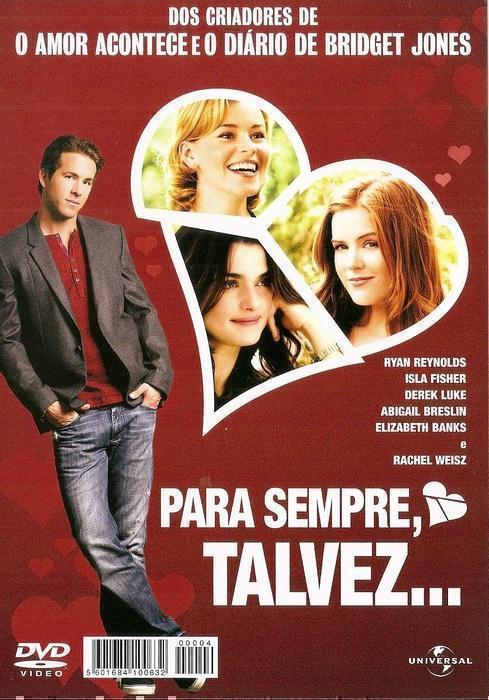 DOS CRIADORES DE
O AMOR ACONTECE E O DIÁRIO DE BRIDGET JONES
RYAN REYNOLDS
ISLA FISHER
DEREK LUKE
ABIGAIL BRESLIN
ELIZABETH BANKS
e
RACHEL WEISZ
PARA SEMPRE,
TALVEZ...
DVD
VIDEO
00004
5 601684 100632
UNIVERSAL